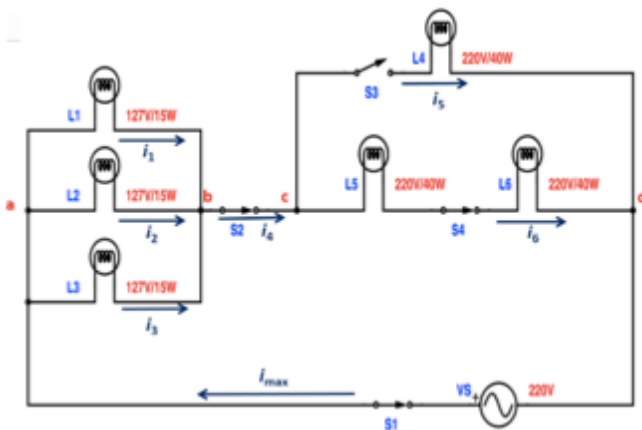 L4 220V/40W
S3
i5
L1 127V/15W
i1
L2 127V/15W
a
b
c
d
i2
S2
i4
L5 220V/40W
S4
L6 220V/40W
i6
L3 127V/15W
i3
imax
VS + 220V
S1